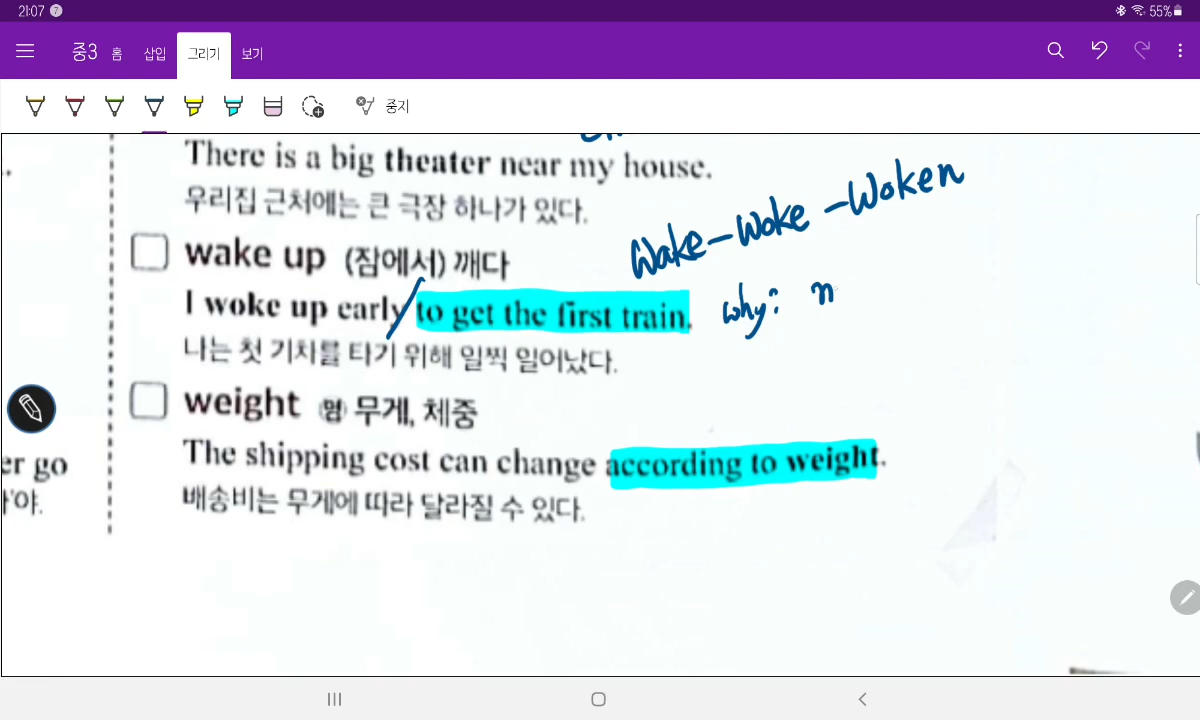 21:07 7 55%
중3 홈 삽입 그리기 보기
중지
There is a big theater near my house.
우리집 근처에는 큰 극장 하나가 있다.
Wake-Woke-Woken
wake up (잠에서) 깨다
I woke up early / to get the first train. why: n
나는 첫 기차를 타기 위해 일찍 일어났다.
weight 명 무게, 체중
er go
The shipping cost can change according to weight.
배송비는 무게에 따라 달라질 수 있다.
야.